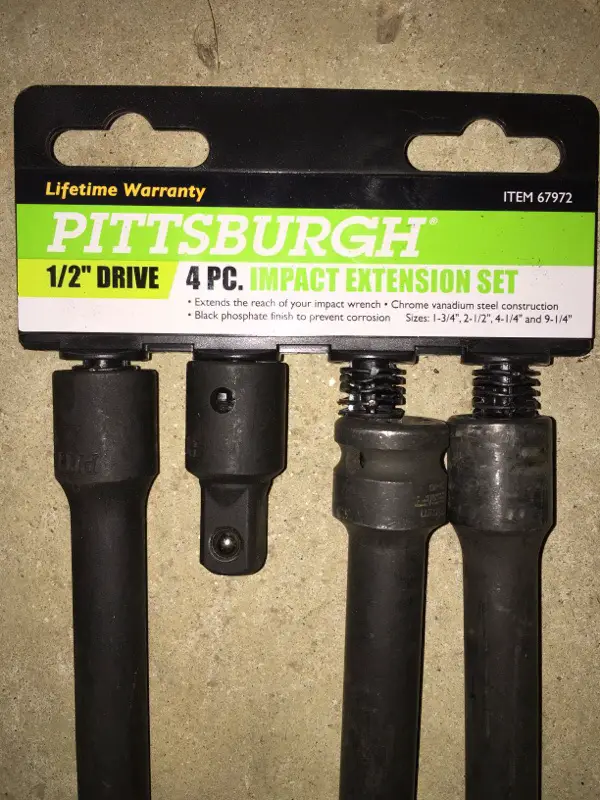 Lifetime Warranty
ITEM 67972
PITTSBURGH®
1/2" DRIVE 4 PC. IMPACT EXTENSION SET
• Extends the reach of your impact wrench • Chrome vanadium steel construction
• Black phosphate finish to prevent corrosion Sizes: 1-3/4", 2-1/2", 4-1/4" and 9-1/4"